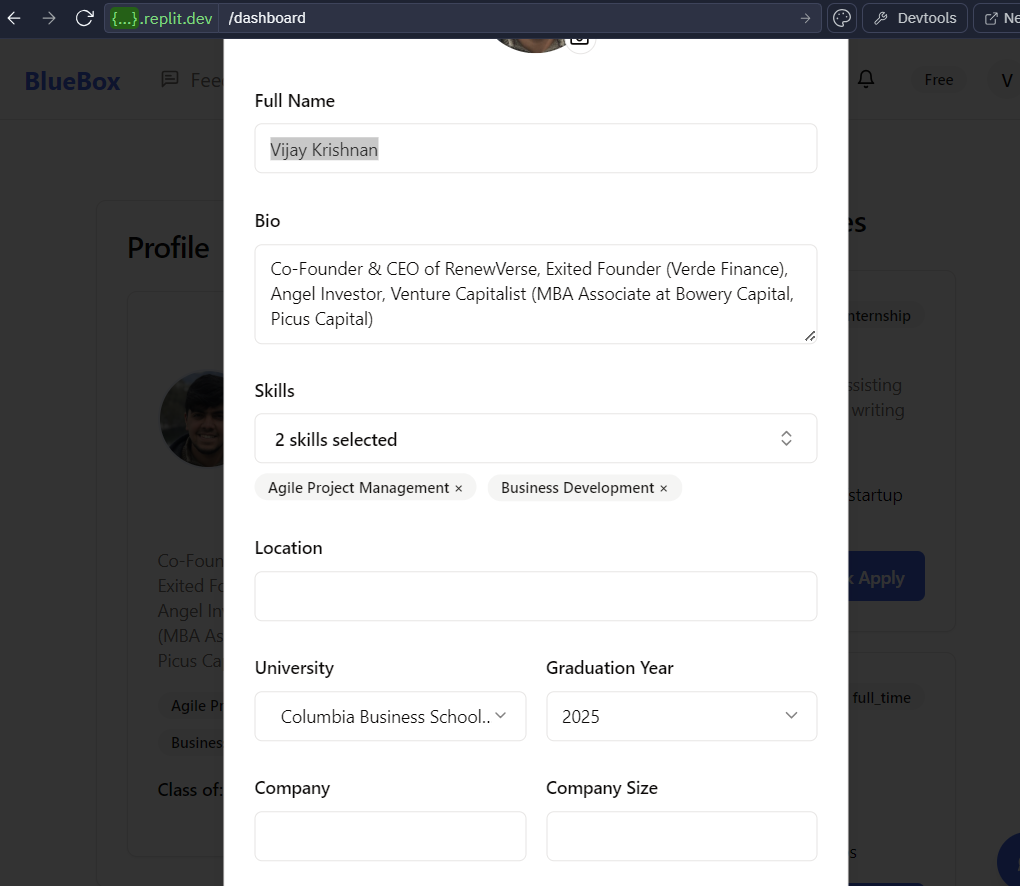 {...}.replit.dev /dashboard Devtools Ne
BlueBox Fee Free V
Full Name
Vijay Krishnan
Bio
Co-Founder & CEO of RenewVerse, Exited Founder (Verde Finance),
Angel Investor, Venture Capitalist (MBA Associate at Bowery Capital,
Picus Capital)
Skills
2 skills selected
Agile Project Management × Business Development ×
Location
University Graduation Year
Columbia Business School.. 2025
Company Company Size
Profile
Co-Foun
Exited Fo
Angel In
(MBA As
Picus Ca
Agile Pr
Busines
Class of:
es
nternship
ssisting
writing
startup
k Apply
full_time
s